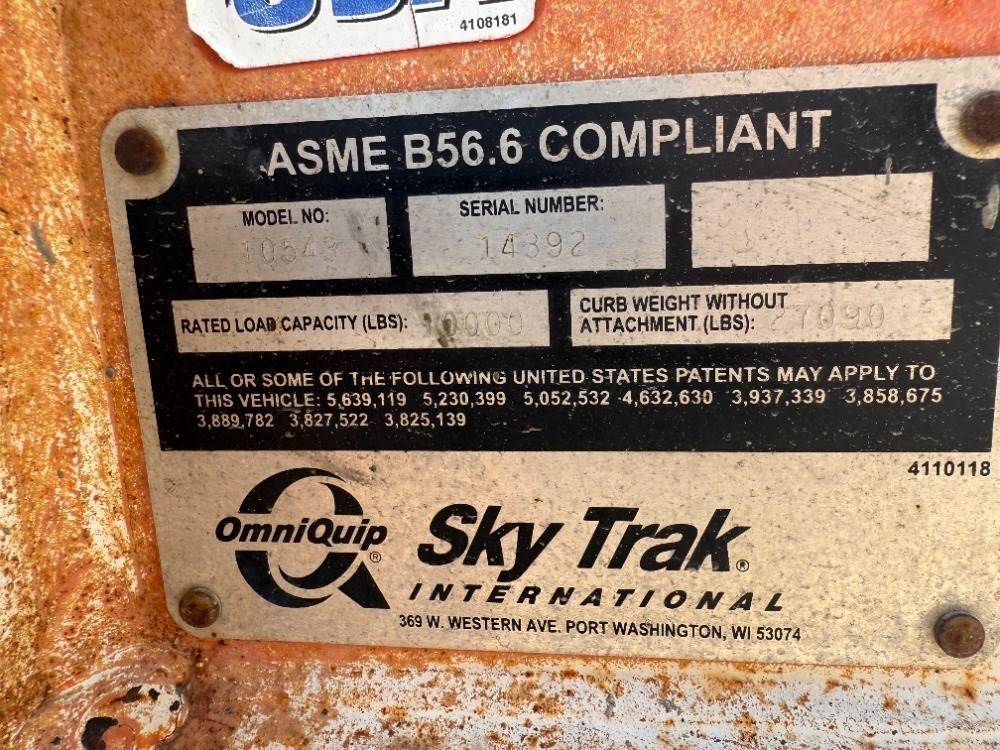 4108181
ASME B56.6 COMPLIANT
MODEL NO:
10543
SERIAL NUMBER:
14392
RATED LOAD CAPACITY (LBS): 10000
CURB WEIGHT WITHOUT
ATTACHMENT (LBS): 27090
ALL OR SOME OF THE FOLLOWING UNITED STATES PATENTS MAY APPLY TO
THIS VEHICLE: 5,639,119 5,230,399 5,052,532 4,632,630 3,937,339 3,858,675
3,889,782 3,827,522 3,825,139
4110118
OmniQuip®
Sky Trak®
INTERNATIONAL
369 W. WESTERN AVE. PORT WASHINGTON, WI 53074